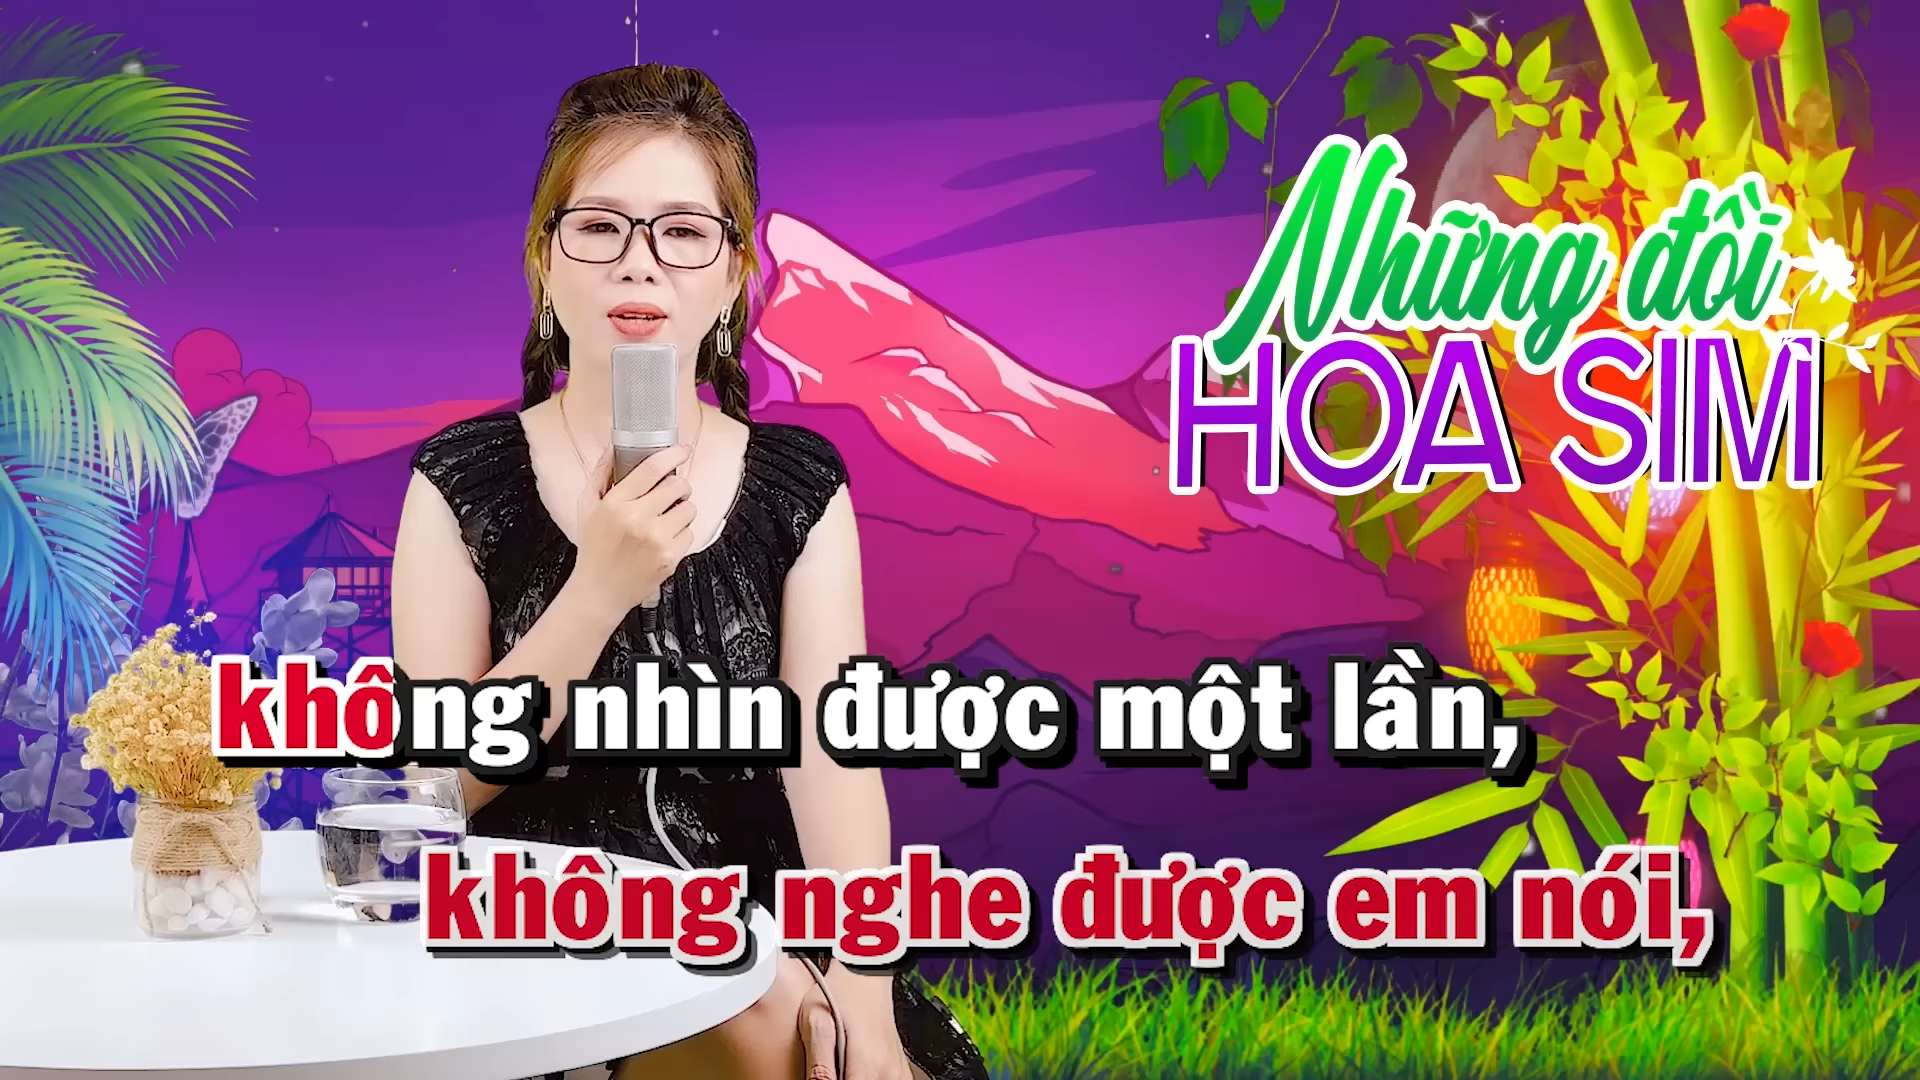 Những đồi
HOA SIM
không nhìn được một lần,
không nghe được em nói,